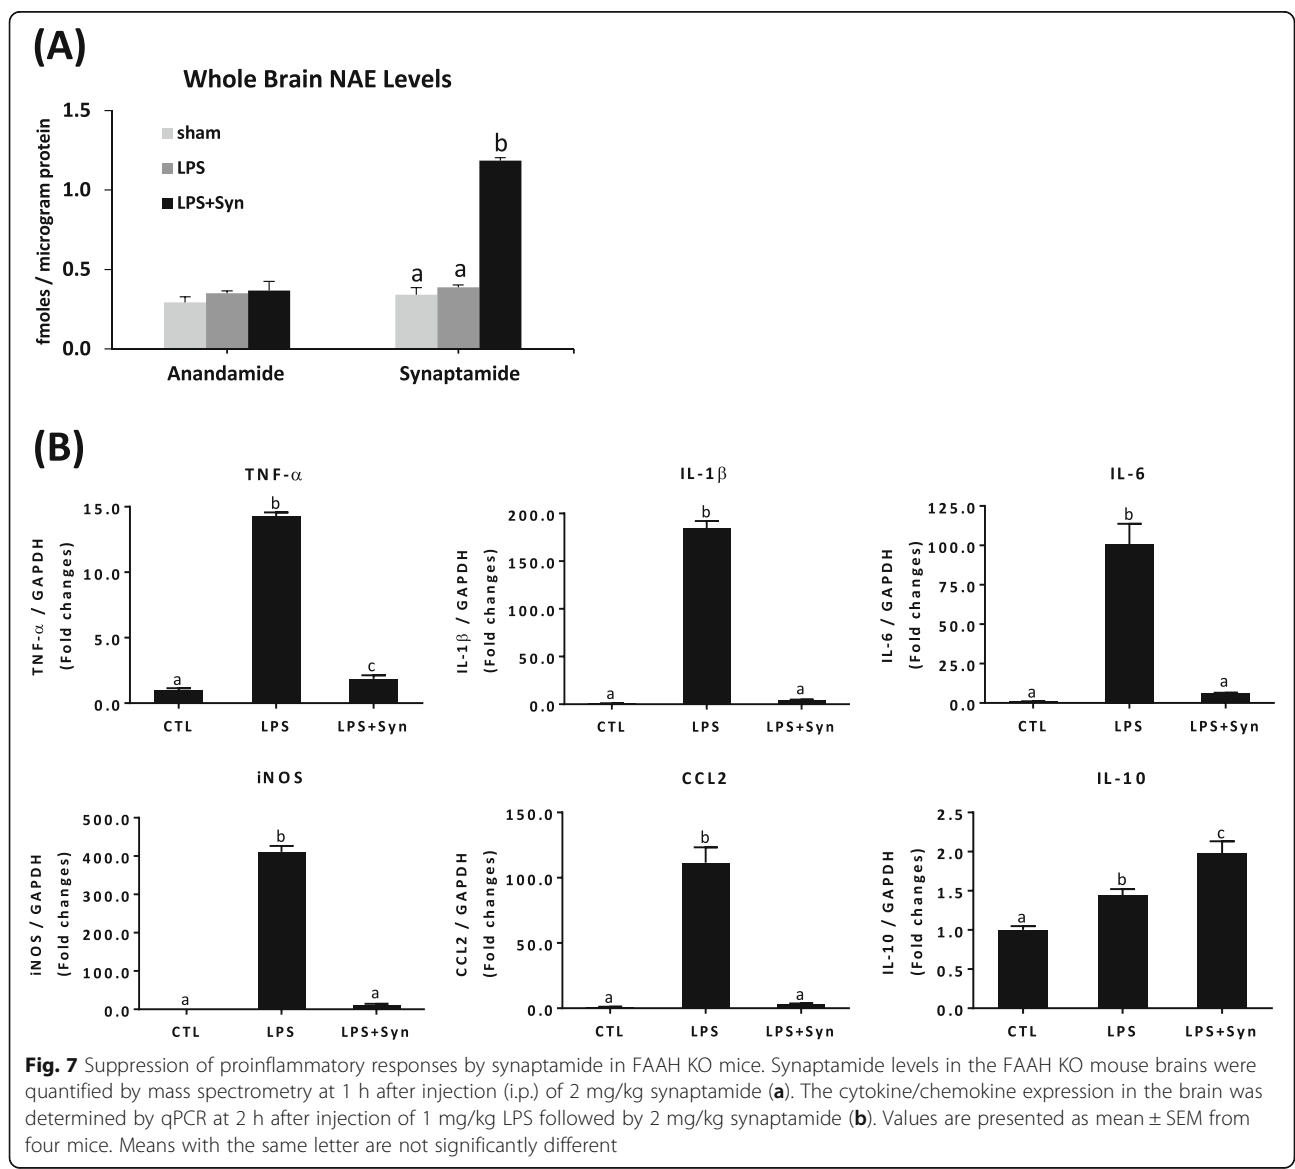 (A)
Whole Brain NAE Levels
fmoles / microgram protein
1.5
1.0
0.5
0.0
sham
LPS
LPS+Syn
a
a
b
Anandamide
Synaptamide
(B)
TNF-α
TNF-α / GAPDH
(Fold changes)
15.0
10.0
5.0
0.0
a
b
c
CTL
LPS
LPS+Syn
IL-1β
IL-1β / GAPDH
(Fold changes)
200.0
150.0
100.0
50.0
0.0
a
b
a
CTL
LPS
LPS+Syn
IL-6
IL-6 / GAPDH
(Fold changes)
125.0
100.0
75.0
50.0
25.0
0.0
a
b
a
CTL
LPS
LPS+Syn
iNOS
iNOS / GAPDH
(Fold changes)
500.0
400.0
300.0
200.0
100.0
0.0
a
b
a
CTL
LPS
LPS+Syn
CCL2
CCL2 / GAPDH
(Fold changes)
150.0
100.0
50.0
0.0
a
b
a
CTL
LPS
LPS+Syn
IL-10
IL-10 / GAPDH
(Fold changes)
2.5
2.0
1.5
1.0
0.5
0.0
a
b
c
CTL
LPS
LPS+Syn
Fig. 7 Suppression of proinflammatory responses by synaptamide in FAAH KO mice. Synaptamide levels in the FAAH KO mouse brains were
quantified by mass spectrometry at 1 h after injection (i.p.) of 2 mg/kg synaptamide (a). The cytokine/chemokine expression in the brain was
determined by qPCR at 2 h after injection of 1 mg/kg LPS followed by 2 mg/kg synaptamide (b). Values are presented as mean ± SEM from
four mice. Means with the same letter are not significantly different